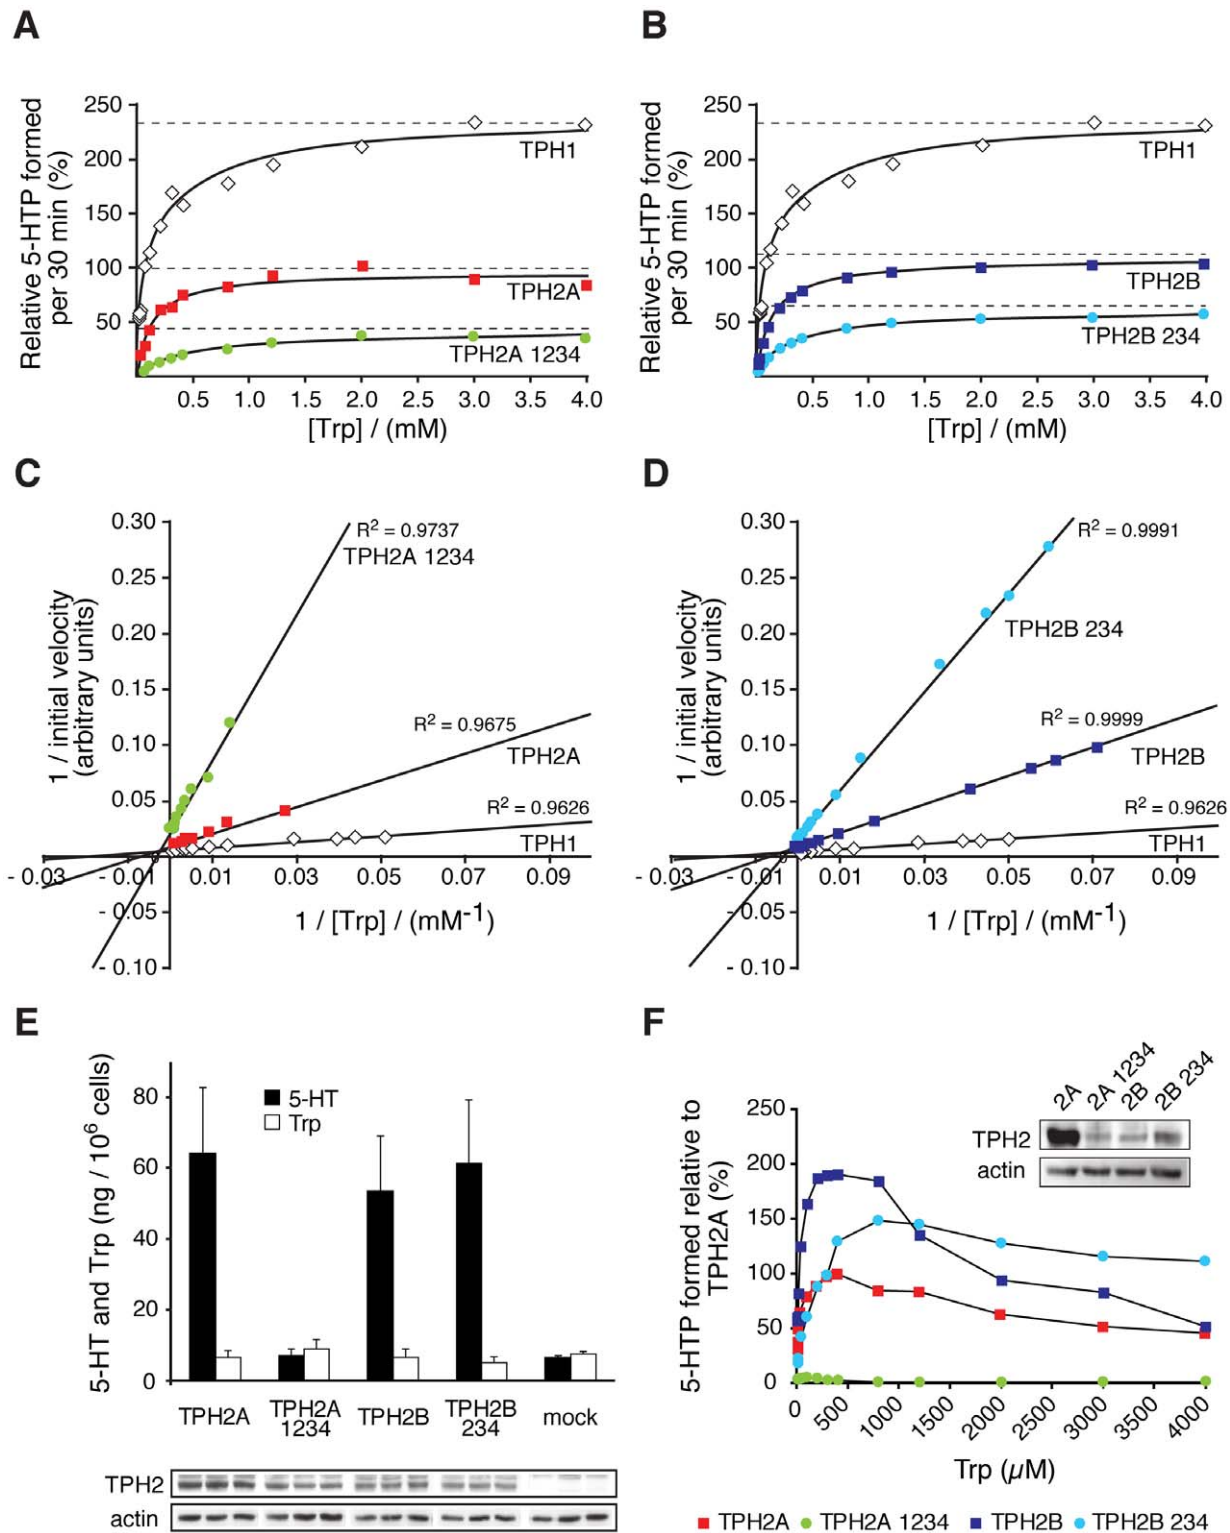 A
Relative 5-HTP formed
per 30 min (%)
250
200
150
100
50
TPH1
TPH2A
TPH2A 1234
0.5 1.0 1.5 2.0 2.5 3.0 3.5 4.0
[Trp] / (mM)
B
Relative 5-HTP formed
per 30 min (%)
250
200
150
100
50
TPH1
TPH2B
TPH2B 234
0.5 1.0 1.5 2.0 2.5 3.0 3.5 4.0
[Trp] / (mM)
C
1 / initial velocity
(arbitrary units)
0.30
0.25
0.20
0.15
0.10
0.05
- 0.05
- 0.10
R² = 0.9737
TPH2A 1234
R² = 0.9675
TPH2A
R² = 0.9626
TPH1
- 0.03 - 0.01 0.01 0.03 0.05 0.07 0.09
1 / [Trp] / (mM⁻¹)
D
1 / initial velocity
(arbitrary units)
0.30
0.25
0.20
0.15
0.10
0.05
- 0.05
- 0.10
R² = 0.9991
TPH2B 234
R² = 0.9999
TPH2B
R² = 0.9626
TPH1
- 0.03 - 0.01 0.01 0.03 0.05 0.07 0.09
1 / [Trp] / (mM⁻¹)
E
5-HT and Trp (ng / 10⁶ cells)
80
60
40
20
0
5-HT
Trp
TPH2A TPH2A 1234 TPH2B TPH2B 234 mock
TPH2
actin
F
5-HTP formed relative to
TPH2A (%)
250
200
150
100
50
0
2A 2A 1234 2B 2B 234
TPH2
actin
0 500 1000 1500 2000 2500 3000 3500 4000
Trp (µM)
TPH2A TPH2A 1234 TPH2B TPH2B 234